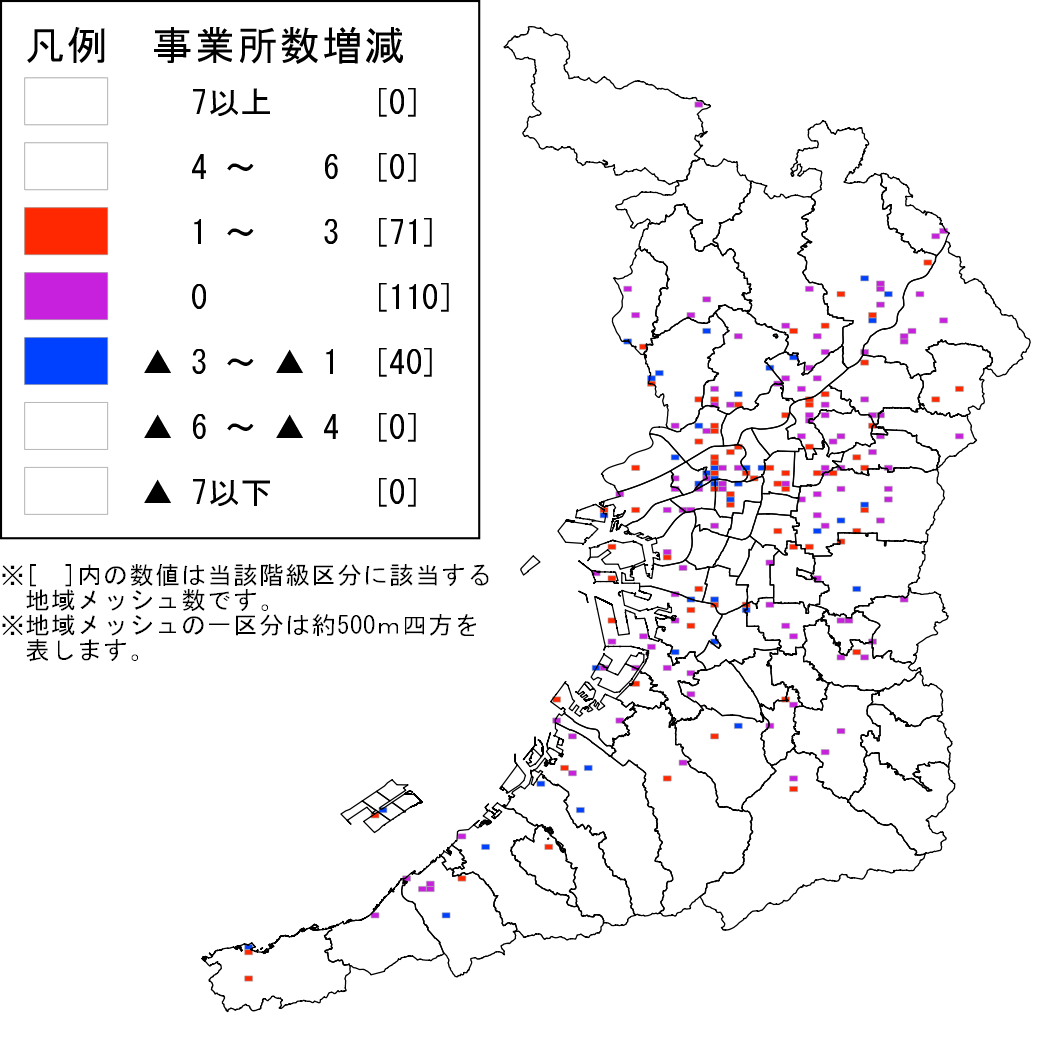 凡例 事業所数増減
7以上 [0]
4 ～ 6 [0]
1 ～ 3 [71]
0 [110]
▲ 3 ～ ▲ 1 [40]
▲ 6 ～ ▲ 4 [0]
▲ 7以下 [0]
※[ ]内の数値は当該階級区分に該当する
地域メッシュ数です。
※地域メッシュの一区分は約500ｍ四方を
表します。